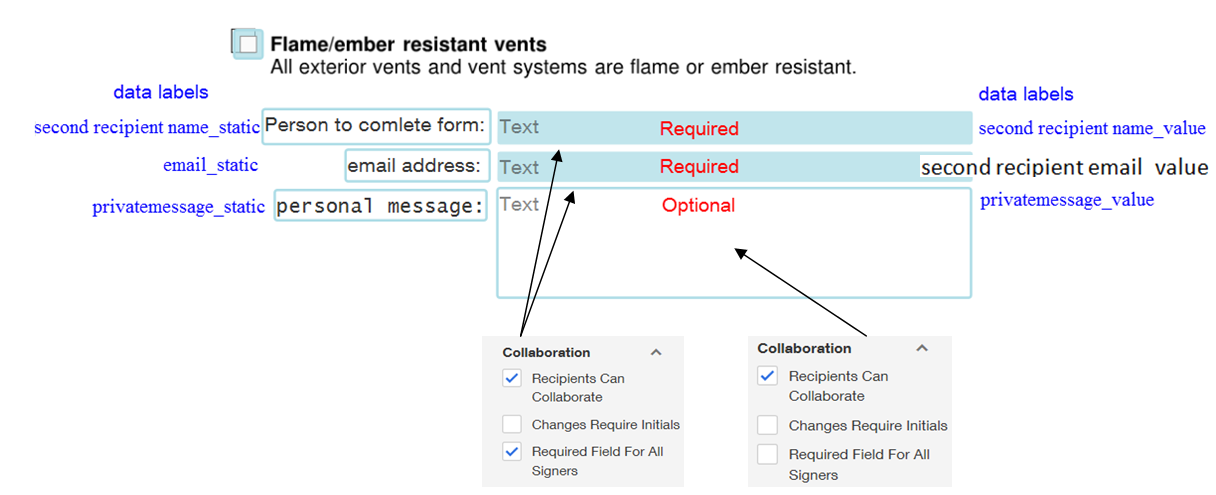 Flame/ember resistant vents
All exterior vents and vent systems are flame or ember resistant.
data labels
data labels
second recipient name_static Person to comlete form: Text Required second recipient name_value
email_static email address: Text Required second recipient email_value
privatemessage_static personal message: Text Optional privatemessage_value
Collaboration
Recipients Can
Collaborate
Changes Require Initials
Required Field For All
Signers
Collaboration
Recipients Can
Collaborate
Changes Require Initials
Required Field For All
Signers